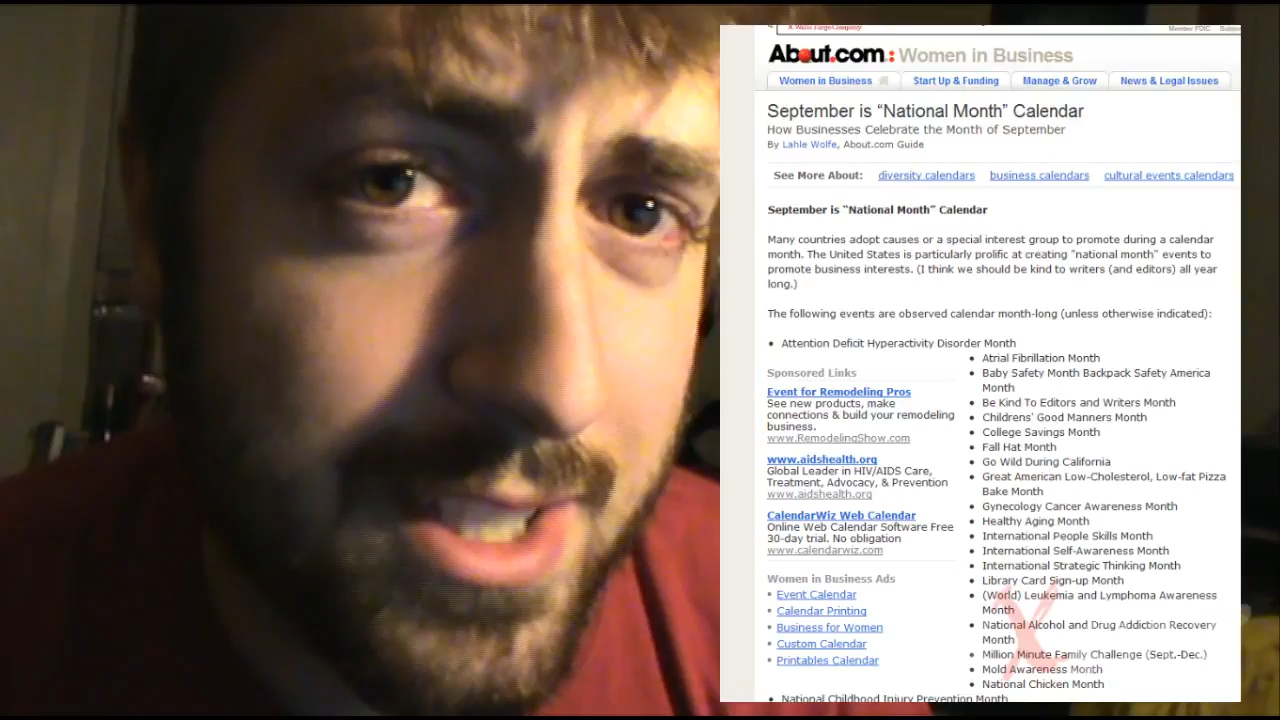 A Wells Fargo Company
Member FDIC
About.com: Women in Business
Women in Business
Start Up & Funding
Manage & Grow
News & Legal Issues
September is “National Month” Calendar
How Businesses Celebrate the Month of September
By Lahle Wolfe, About.com Guide
See More About: diversity calendars business calendars cultural events calendars
September is “National Month” Calendar
Many countries adopt causes or a special interest group to promote during a calendar
month. The United States is particularly prolific at creating "national month" events to
promote business interests. (I think we should be kind to writers (and editors) all year
long.)
The following events are observed calendar month-long (unless otherwise indicated):
• Attention Deficit Hyperactivity Disorder Month
Sponsored Links
Event for Remodeling Pros
See new products, make
connections & build your remodeling
business.
www.RemodelingShow.com
www.aidshealth.org
Global Leader in HIV/AIDS Care,
Treatment, Advocacy, & Prevention
www.aidshealth.org
CalendarWiz Web Calendar
Online Web Calendar Software Free
30-day trial. No obligation
www.calendarwiz.com
Women in Business Ads
• Event Calendar
• Calendar Printing
• Business for Women
• Custom Calendar
• Printables Calendar
• Atrial Fibrillation Month
• Baby Safety Month Backpack Safety America
Month
• Be Kind To Editors and Writers Month
• Childrens' Good Manners Month
• College Savings Month
• Fall Hat Month
• Go Wild During California
• Great American Low-Cholesterol, Low-fat Pizza
Bake Month
• Gynecology Cancer Awareness Month
• Healthy Aging Month
• International People Skills Month
• International Self-Awareness Month
• International Strategic Thinking Month
• Library Card Sign-up Month
• (World) Leukemia and Lymphoma Awareness
Month
• National Alcohol and Drug Addiction Recovery
Month
• Million Minute Family Challenge (Sept.-Dec.)
• Mold Awareness Month
• National Chicken Month
• National Childhood Injury Prevention Month